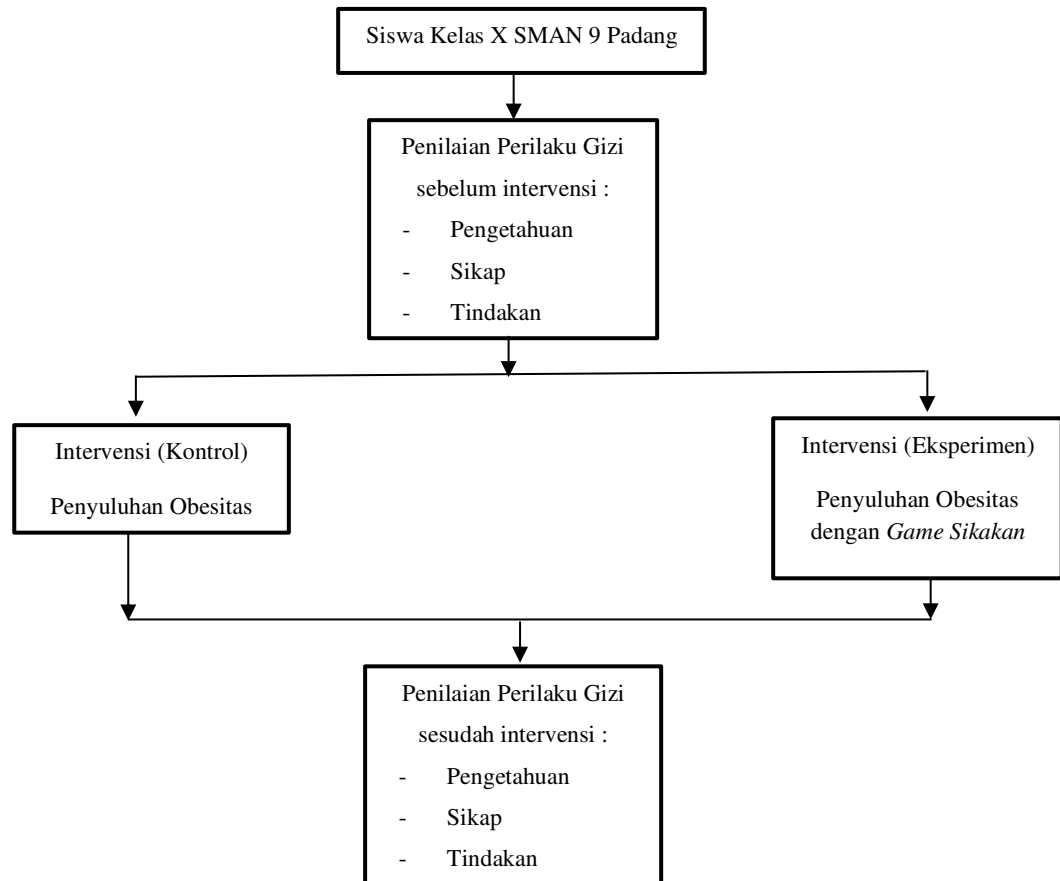 Siswa Kelas X SMAN 9 Padang
Penilaian Perilaku Gizi
sebelum intervensi :
- Pengetahuan
- Sikap
- Tindakan
Intervensi (Kontrol)
Penyuluhan Obesitas
Intervensi (Eksperimen)
Penyuluhan Obesitas
dengan Game Sikakan
Penilaian Perilaku Gizi
sesudah intervensi :
- Pengetahuan
- Sikap
- Tindakan